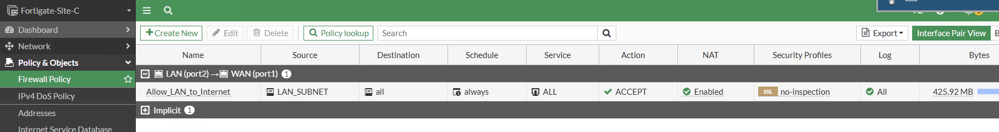 Fortigate-Site-C
Dashboard
Network
Policy & Objects
Firewall Policy
IPv4 DoS Policy
Addresses
Internet Service Database
+Create New Edit Delete Policy lookup Search Export Interface Pair View
Name Source Destination Schedule Service Action NAT Security Profiles Log Bytes
LAN (port2) → WAN (port1) 1
Allow_LAN_to_Internet LAN_SUBNET all always ALL ACCEPT Enabled SSL no-inspection All 425.92 MB
Implicit 1